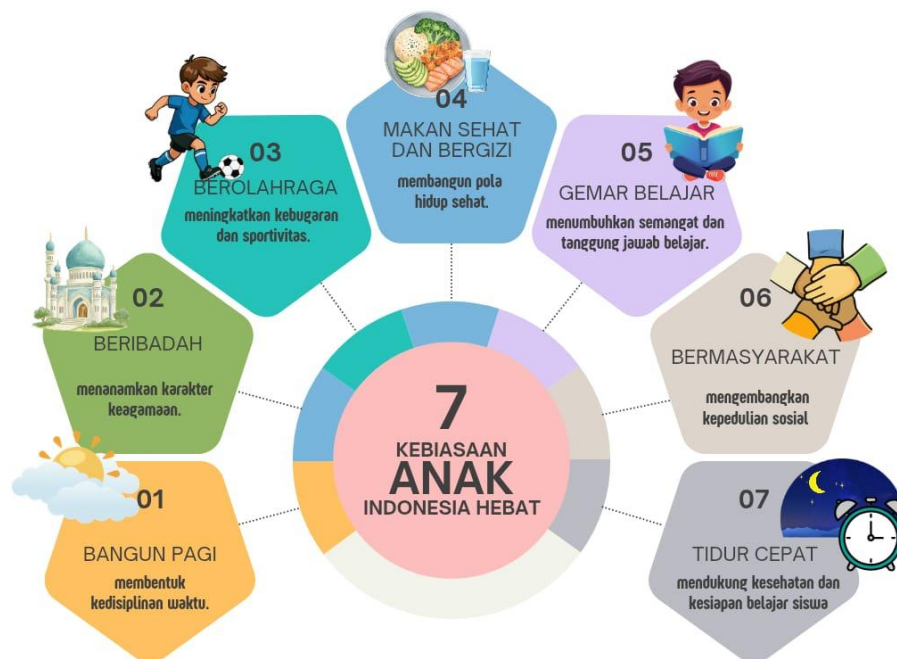 7
KEBIASAAN
ANAK
INDONESIA HEBAT
01
BANGUN PAGI
membentuk
kedisiplinan waktu.
02
BERIBADAH
menanamkan karakter
keagamaan.
03
BEROLAHRAGA
meningkatkan kebugaran
dan sportivitas.
04
MAKAN SEHAT
DAN BERGIZI
membangun pola
hidup sehat.
05
GEMAR BELAJAR
menumbuhkan semangat dan
tanggung jawab belajar.
06
BERMASYARAKAT
mengembangkan
kepedulian sosial
07
TIDUR CEPAT
mendukung kesehatan dan
kesiapan belajar siswa